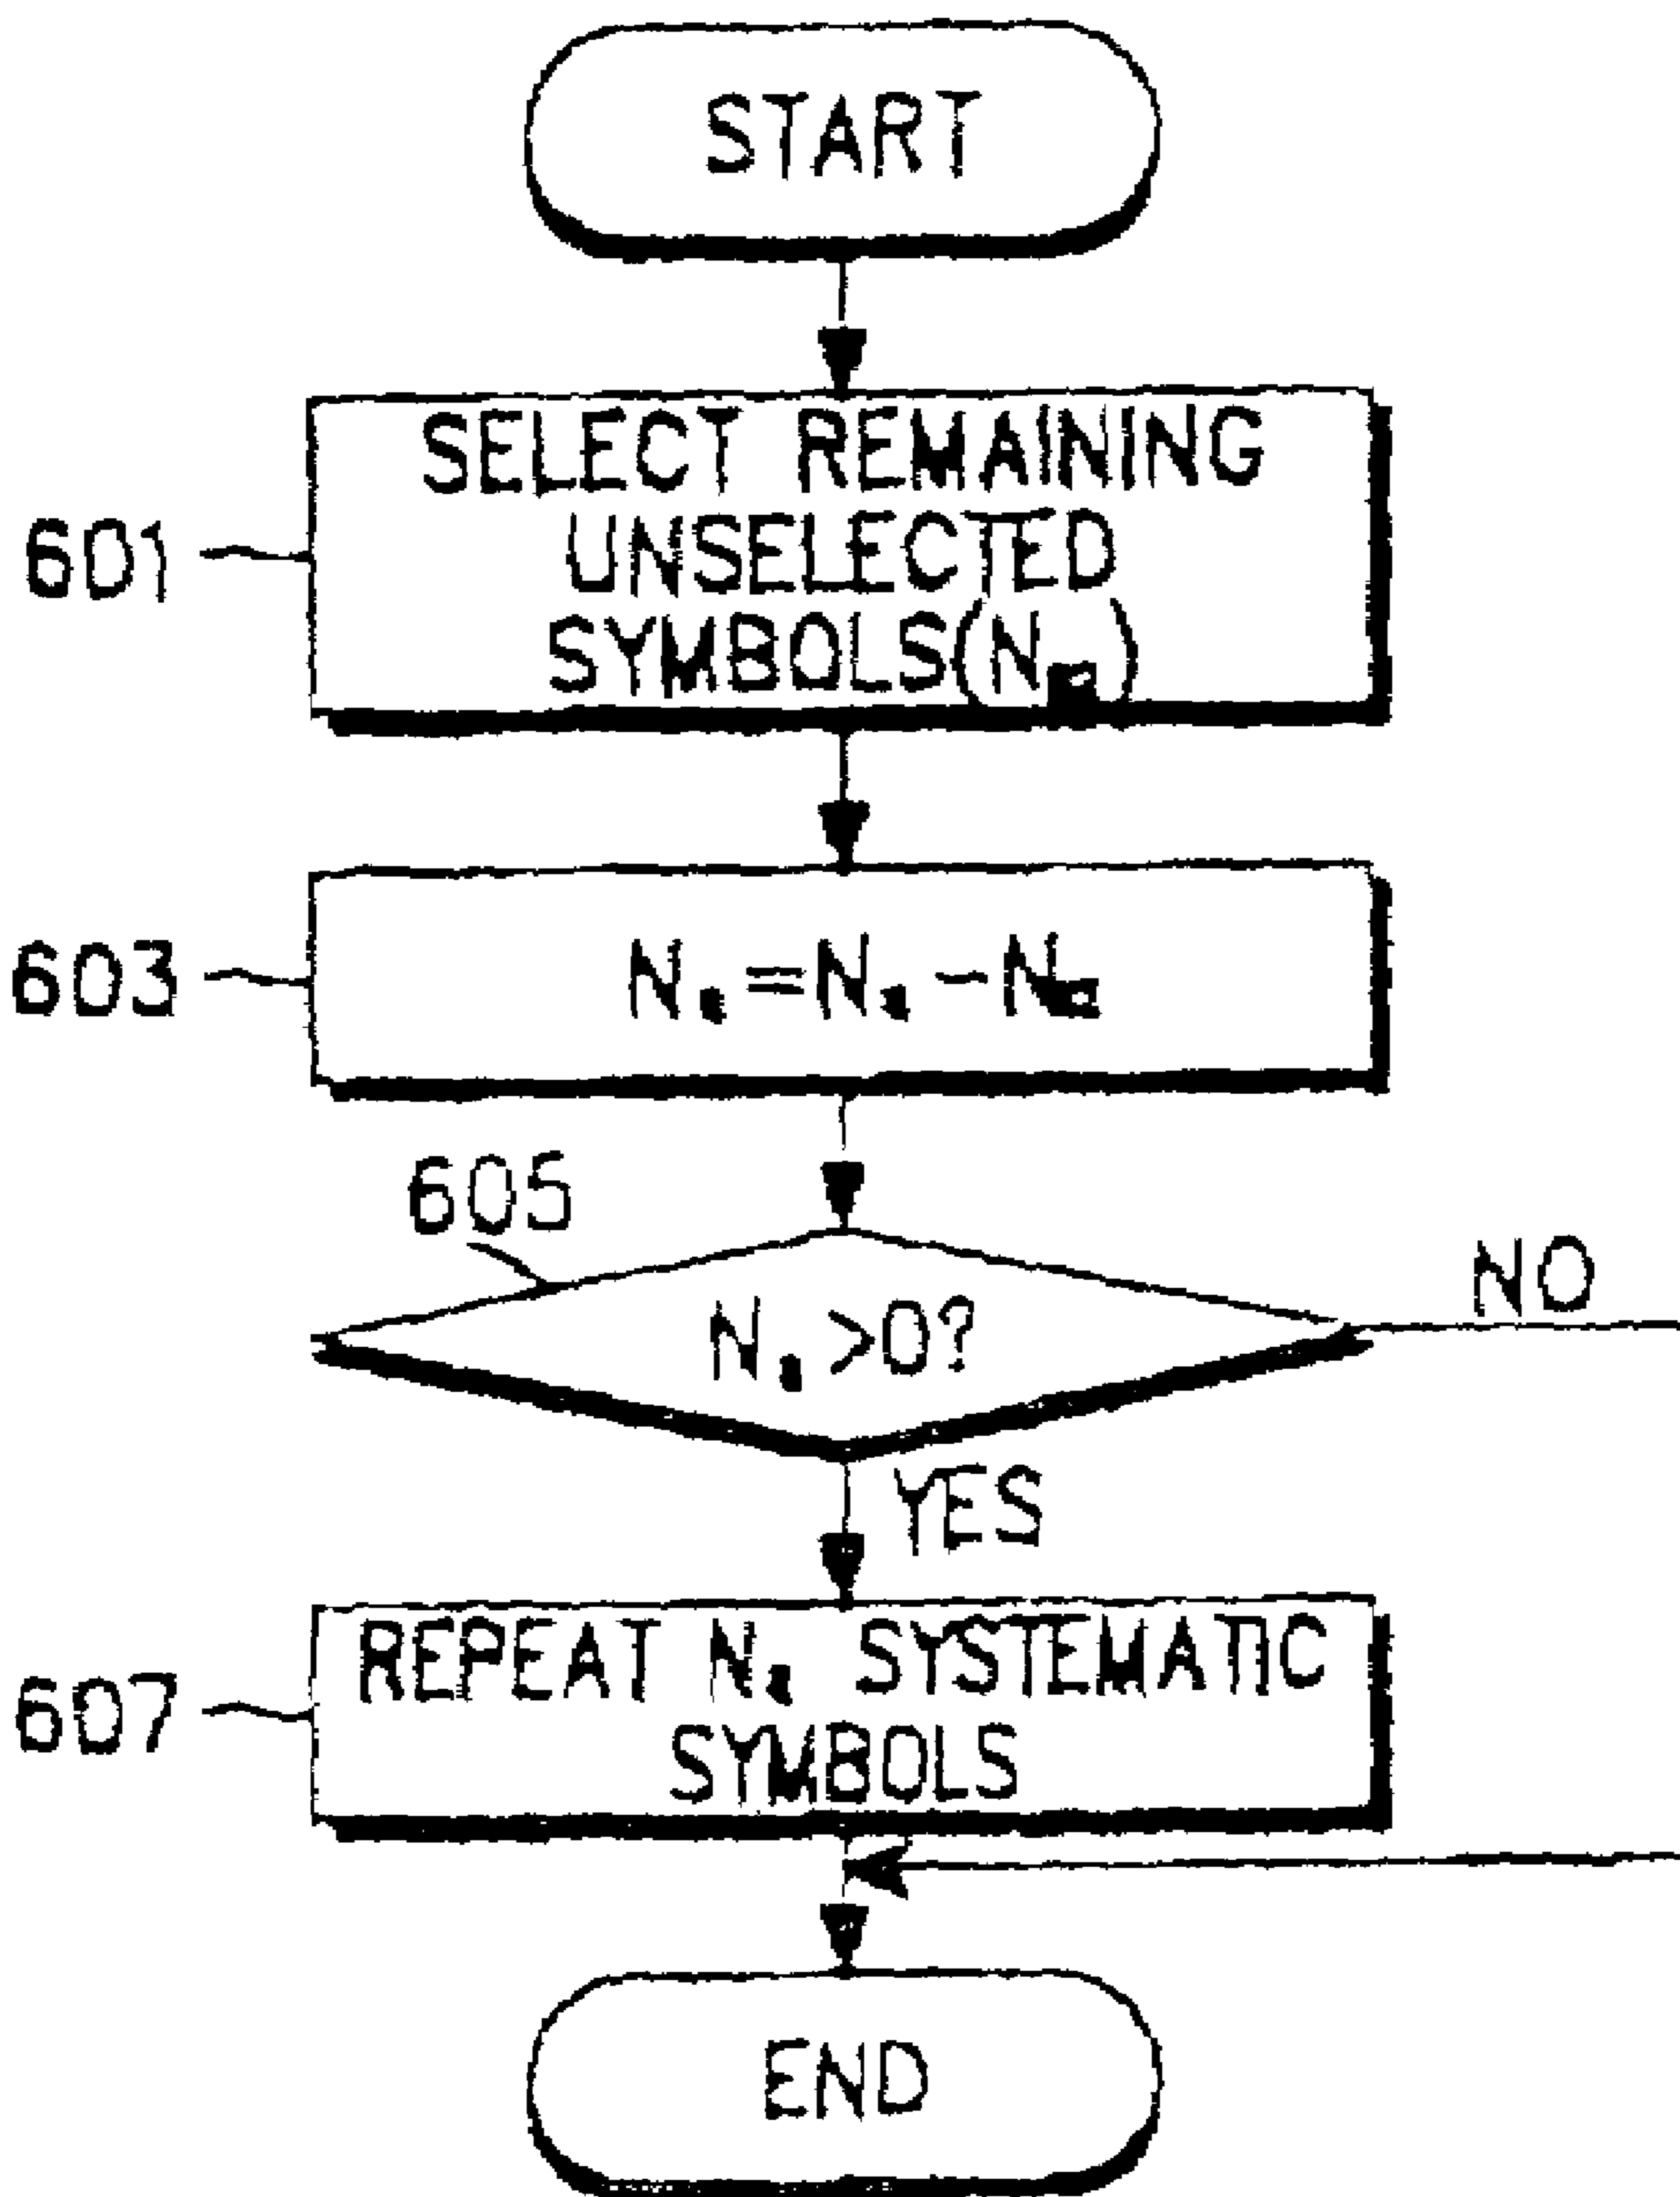 START
601
SELECT REMAINING
UNSELECTED
SYMBOLS(N)
603
N = N - N
605
N >0?
NO
YES
607
REPEAT N SYSTEMATIC
SYMBOLS
END